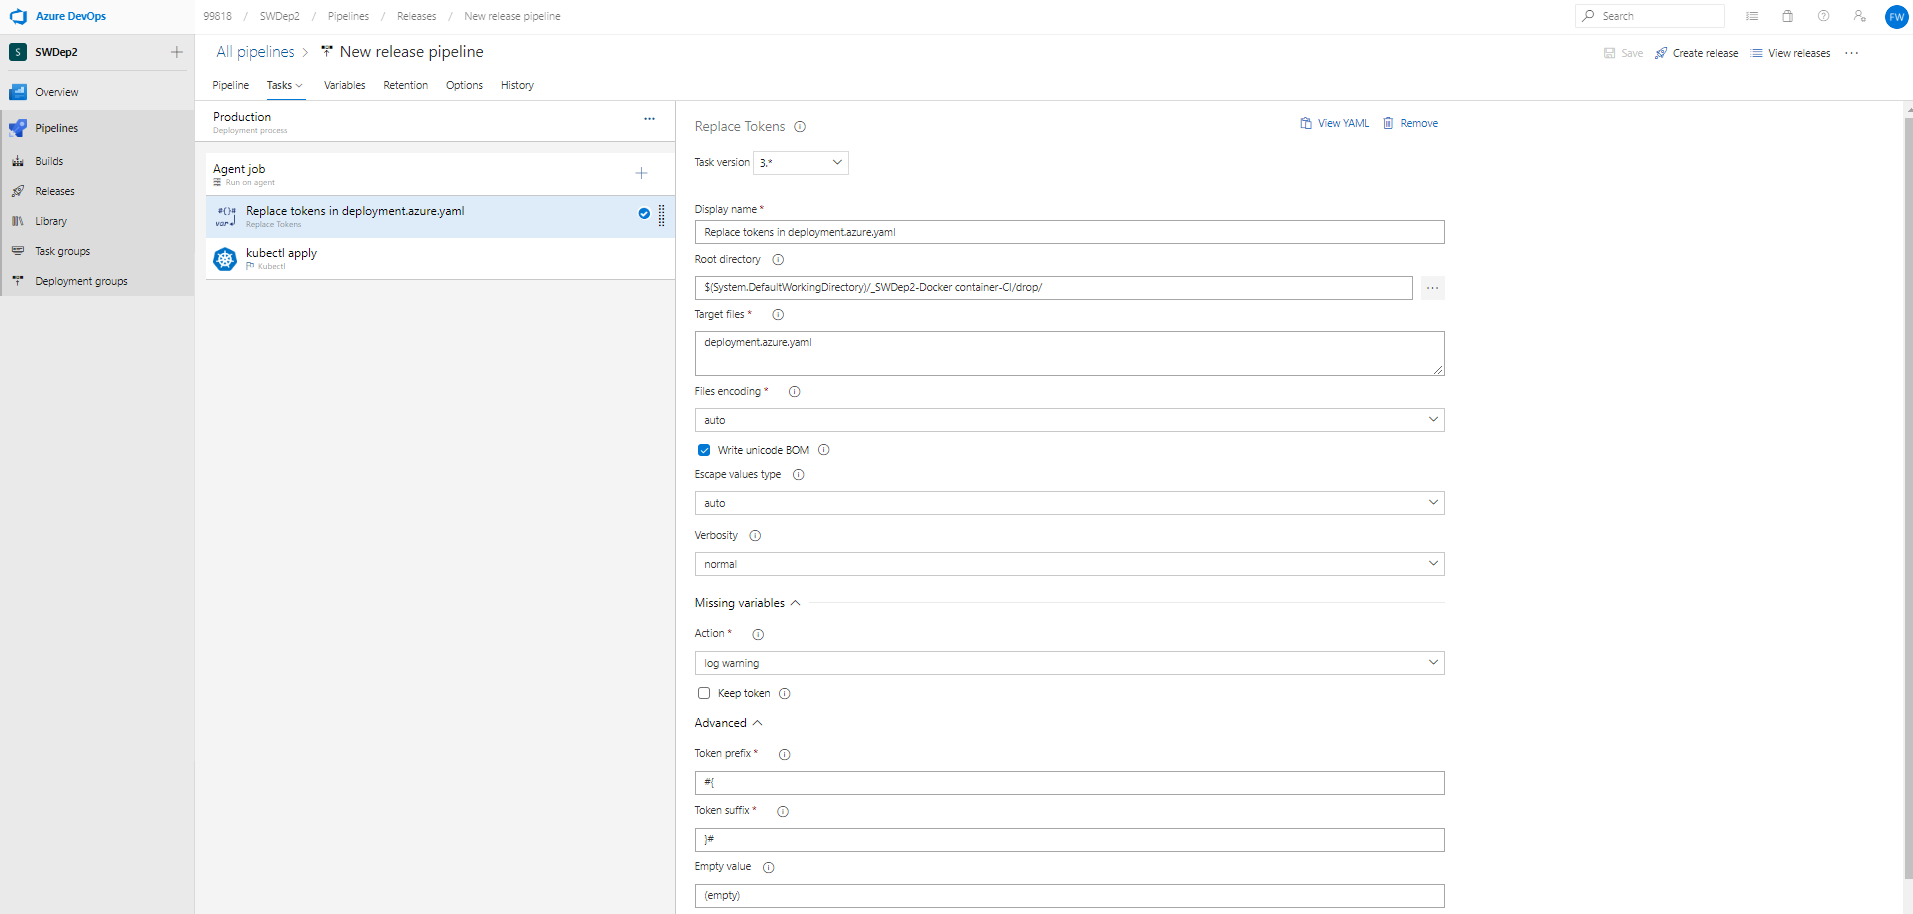 Azure DevOps
99818 / SWDep2 / Pipelines / Releases / New release pipeline
Search
FW
S SWDep2
All pipelines > New release pipeline
Save Create release View releases ...
Overview
Pipelines
Builds
Releases
Library
Task groups
Deployment groups
Pipeline Tasks Variables Retention Options History
Production
Deployment process
Agent job
Run on agent
#{}#
var
Replace tokens in deployment.azure.yaml
Replace Tokens
kubectl apply
Kubectl
Replace Tokens
View YAML Remove
Task version 3.*
Display name *
Replace tokens in deployment.azure.yaml
Root directory
$(System.DefaultWorkingDirectory)/_SWDep2-Docker container-CI/drop/
Target files *
deployment.azure.yaml
Files encoding *
auto
Write unicode BOM
Escape values type
auto
Verbosity
normal
Missing variables
Action *
log warning
Keep token
Advanced
Token prefix *
#{
Token suffix *
}#
Empty value
(empty)